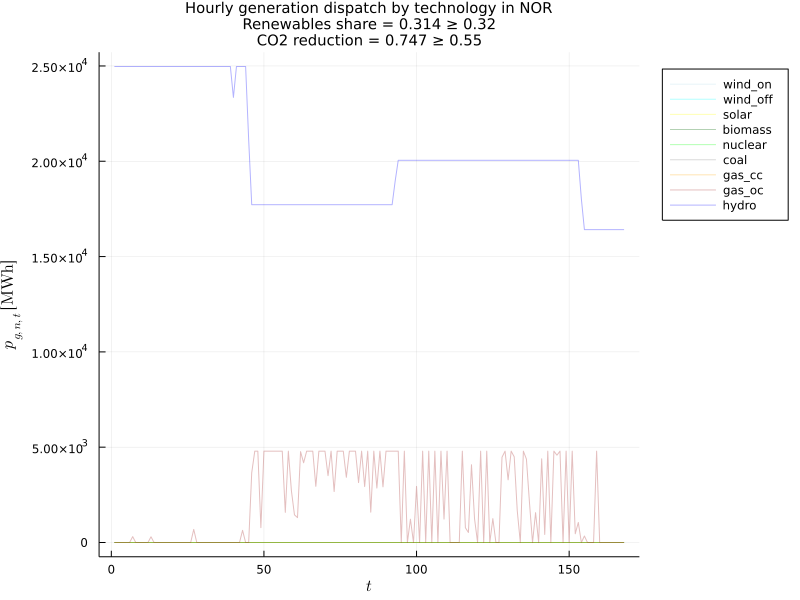 Hourly generation dispatch by technology in NOR
Renewables share = 0.314 ≥ 0.32
CO2 reduction = 0.747 ≥ 0.55
2.50×10⁴
2.00×10⁴
1.50×10⁴
1.00×10⁴
5.00×10³
0
p_{g,n,t} [MWh]
0 50 100 150
t
wind_on
wind_off
solar
biomass
nuclear
coal
gas_cc
gas_oc
hydro